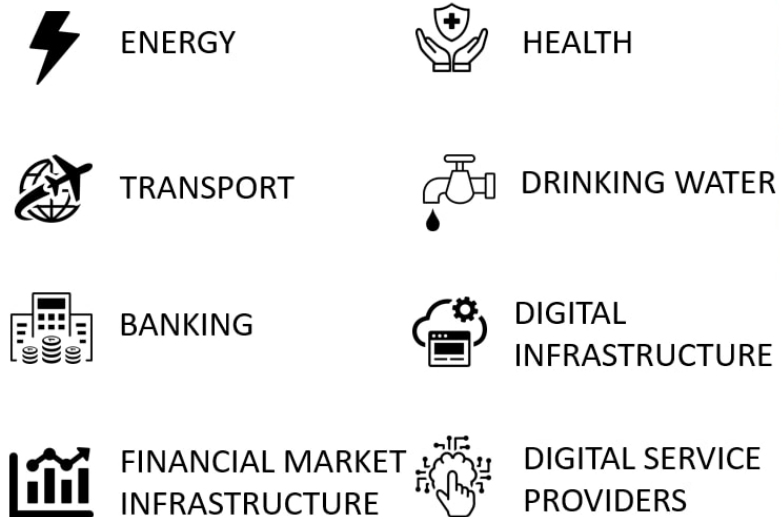 ENERGY
HEALTH
TRANSPORT
DRINKING WATER
BANKING
DIGITAL
INFRASTRUCTURE
FINANCIAL MARKET
INFRASTRUCTURE
DIGITAL SERVICE
PROVIDERS